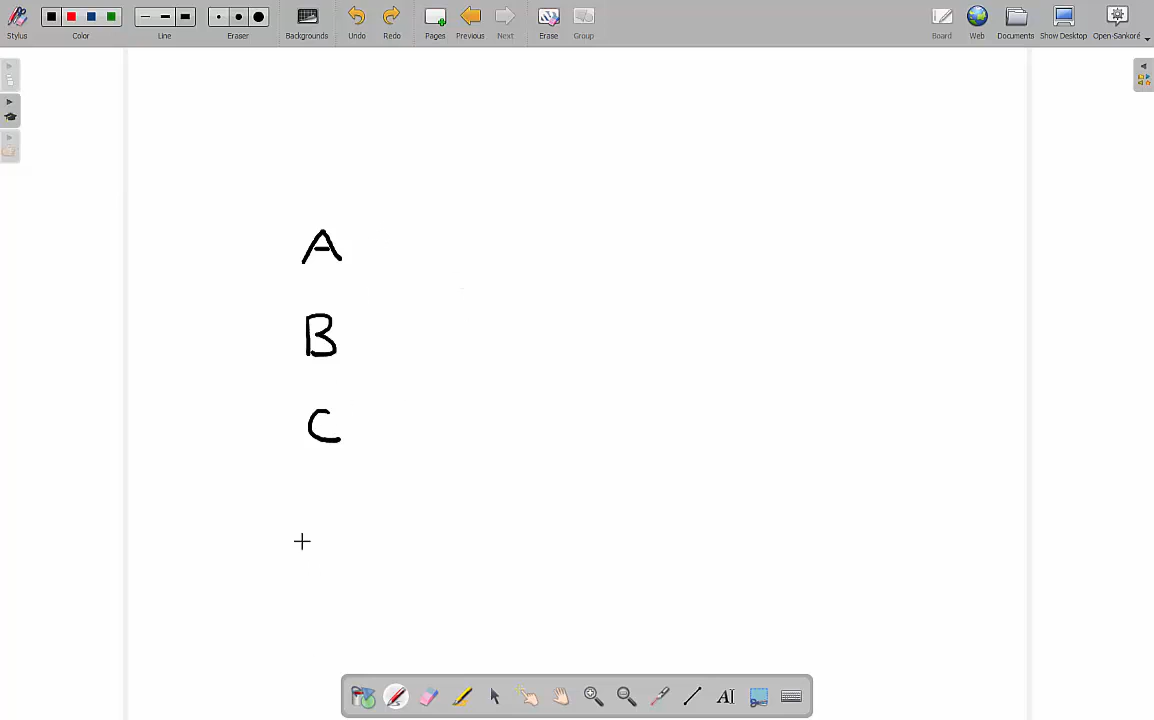 Stylus
Color
Line
Eraser
Backgrounds
Undo
Redo
Pages
Previous
Next
Erase
Group
Board
Web
Documents
Show Desktop
Open-Sankoré
A
B
C
AI